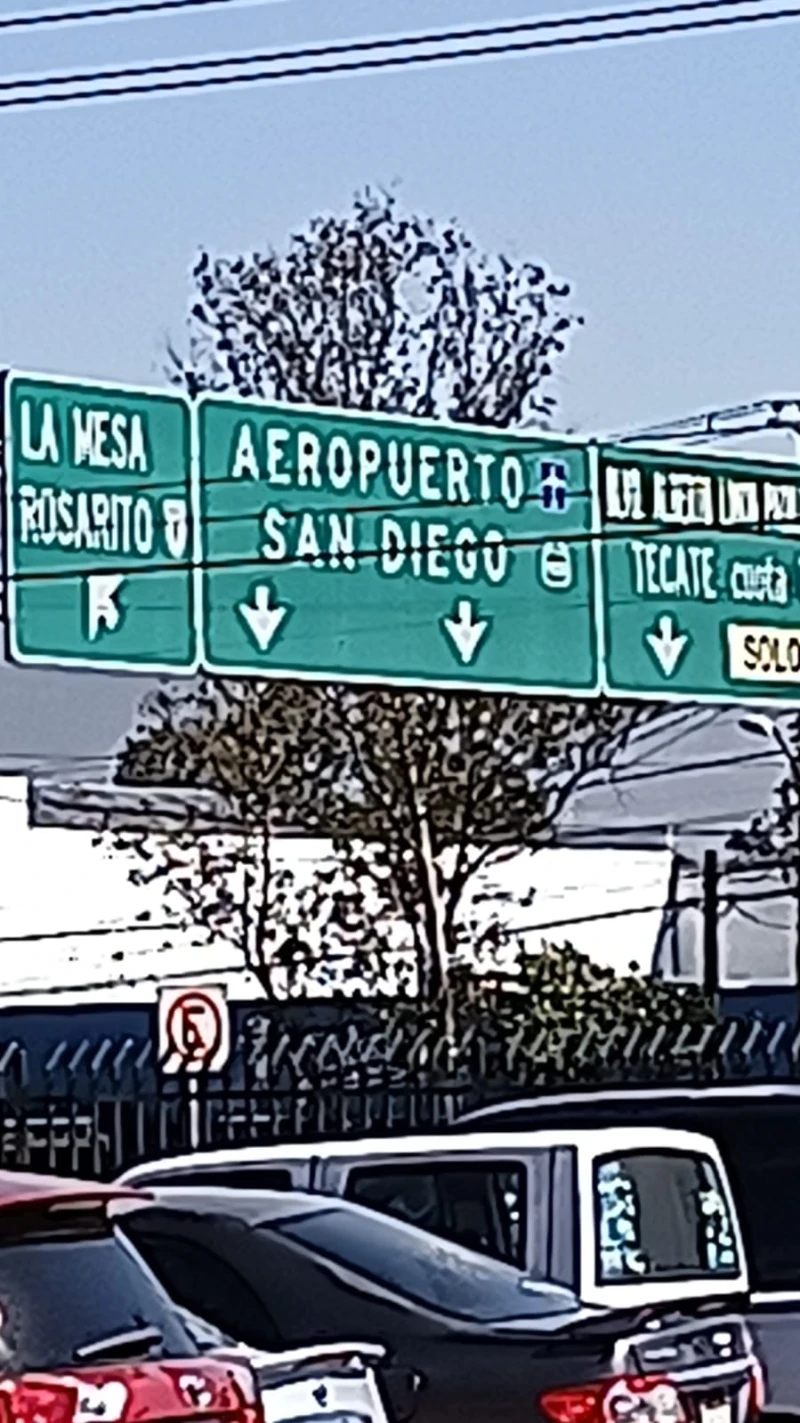 LA MESA
ROSARITO
AEROPUERTO
SAN DIEGO
TECATE cuota
SOLO